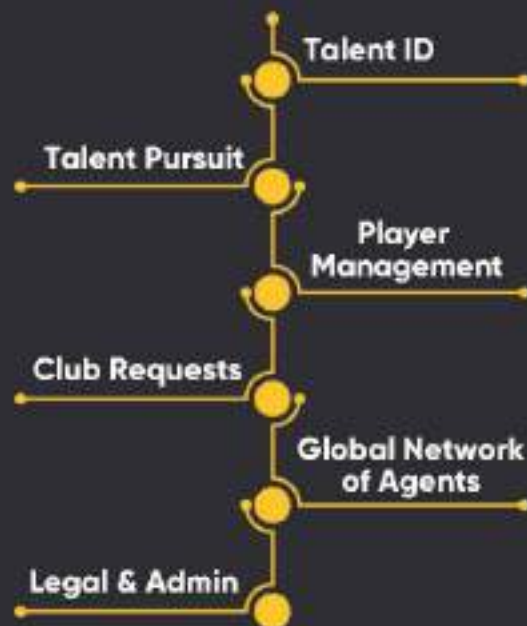 Talent ID
Talent Pursuit
Player
Management
Club Requests
Global Network
of Agents
Legal & Admin